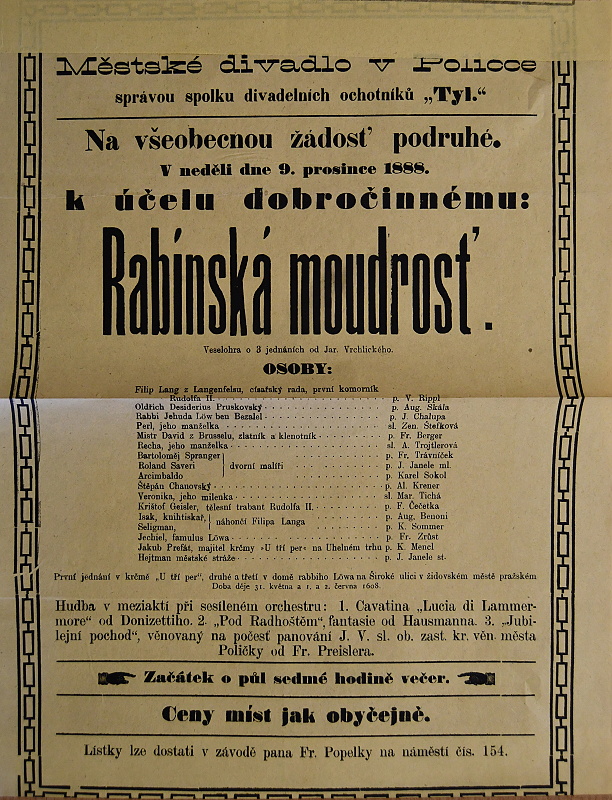 Městské divadlo v Poličce
správou spolku divadelních ochotníků „Tyl.“
Na všeobecnou žádosť podruhé.
V neděli dne 9. prosince 1888.
k účelu dobročinnému:
Rabínská moudrosť.
Veselohra o 3 jednáních od Jar. Vrchlického.
OSOBY:
Filip Lang z Langenfelsu, císařský rada, první komorník
Rudolfa II. p. V. Rippl
Oldřich Desiderius Pruskovský p. Aug. Skála
Rabbi Jehuda Löw ben Bezalel p. J. Chalupa
Perl, jeho manželka sl. Zen. Štefková
Mistr David z Brusselu, zlatník a klenotník p. Fr. Berger
Recha, jeho manželka sl. A. Trojtlerová
Bartoloměj Spranger p. Fr. Trávníček
Roland Saveri dvorní malíři p. J. Janele ml.
Arcimbaldo p. Karel Sokol
Štěpán Chanovský p. Al. Krener
Veronika, jeho milenka sl. Mar. Tichá
Krištof Geisler, tělesní trabant Rudolfa II. p. F. Čečetka
Isak, knihtiskař, p. Aug. Benoni
náhončí Filipa Langa
Seligman, p. K. Sommer
Jechiel, famulus Löwa p. Fr. Zrůst
Jakub Prefát, majitel krčmy »U tří per« na Uhelném trhu p. K. Mencl
Hejtman městské stráže p. J. Janele st.
První jednání v krčmě „U tří per“, druhé a třetí v domě rabbiho Löwa na Široké ulici v židovském městě pražském
Doba děje 31. května a 1. a 2. června 1608.
Hudba v meziaktí při sesíleném orchestru: 1. Cavatina „Lucia di Lammer-
more“ od Donizettiho. 2. „Pod Radhoštěm“, fantasie od Hausmanna. 3. „Jubi-
lejní pochod“, věnovaný na počesť panování J. V. sl. ob. zast. kr. věn. města
Poličky od Fr. Preislera.
Začátek o půl sedmé hodině večer.
Ceny míst jak obyčejně.
Lístky lze dostati v závodě pana Fr. Popelky na náměstí čís. 154.